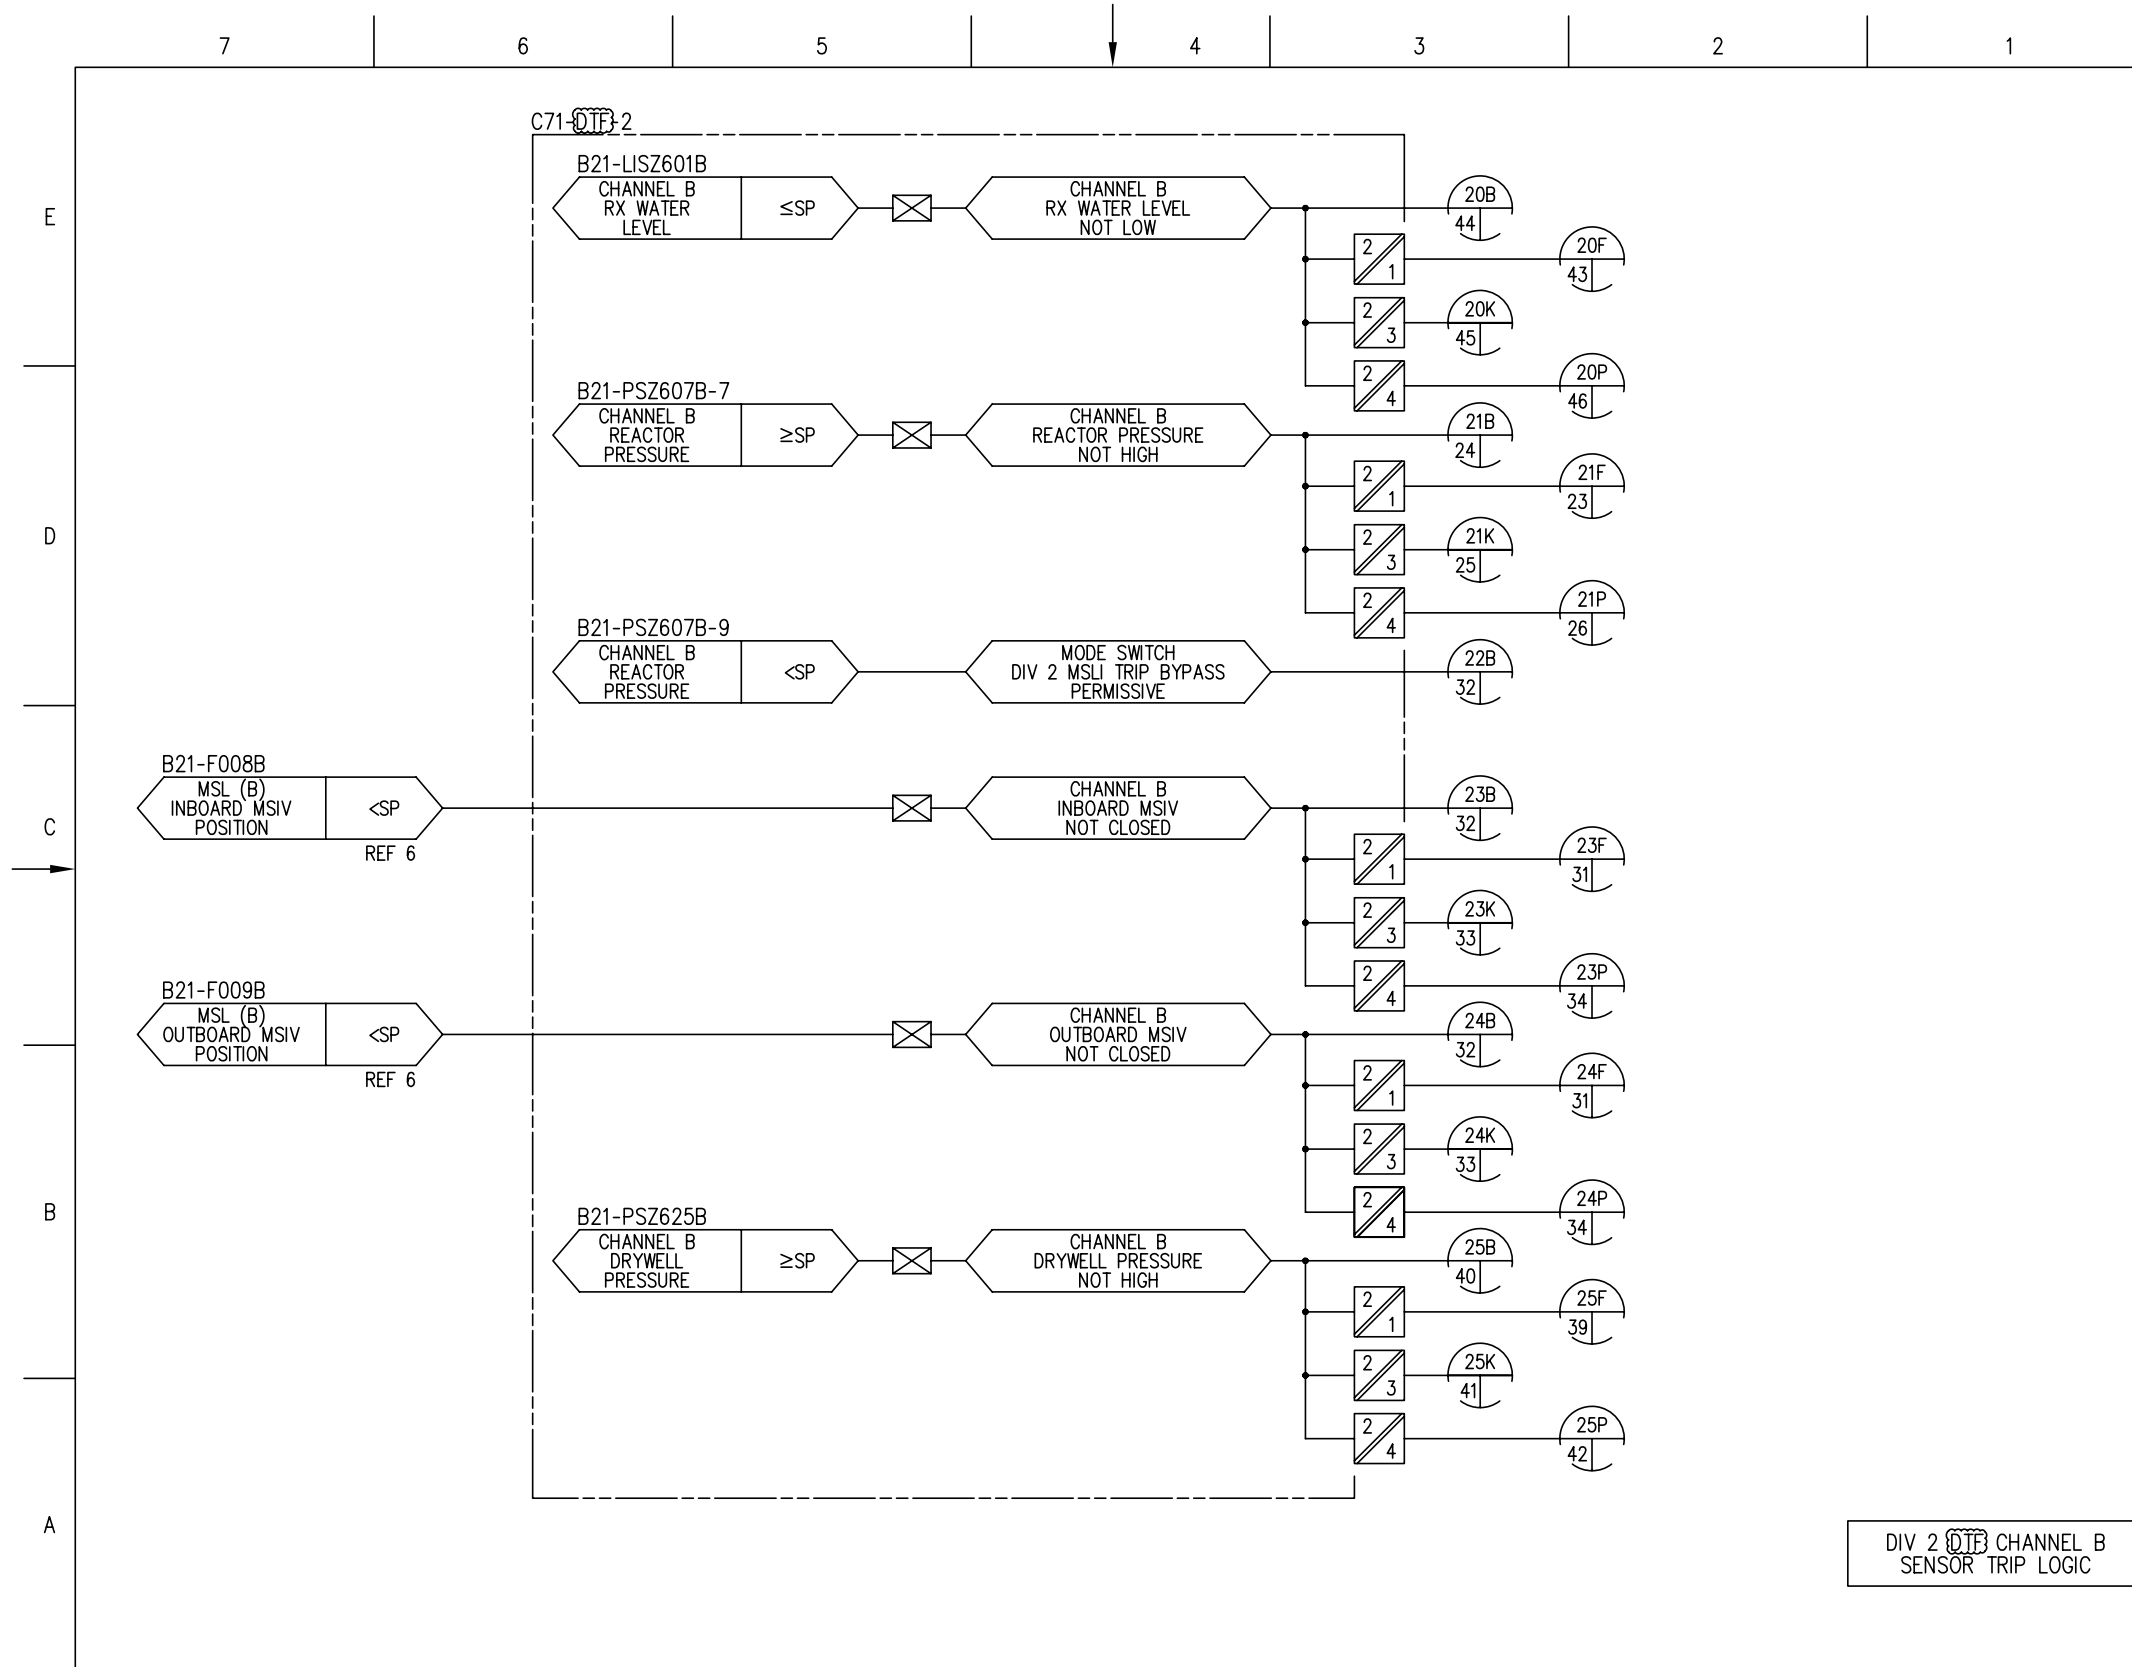 7 6 5 4 3 2 1
C71-DTF-2
B21-LISZ601B
CHANNEL B
RX WATER
LEVEL
≤SP
CHANNEL B
RX WATER LEVEL
NOT LOW
20B
44
E
2
1
20F
43
2
3
20K
45
2
4
20P
46
B21-PSZ607B-7
CHANNEL B
REACTOR
PRESSURE
≥SP
CHANNEL B
REACTOR PRESSURE
NOT HIGH
21B
24
2
1
21F
23
D
2
3
21K
25
2
4
21P
26
B21-PSZ607B-9
CHANNEL B
REACTOR
PRESSURE
<SP
MODE SWITCH
DIV 2 MSLI TRIP BYPASS
PERMISSIVE
22B
32
B21-F008B
MSL (B)
INBOARD MSIV
POSITION
<SP
REF 6
CHANNEL B
INBOARD MSIV
NOT CLOSED
23B
32
C
2
1
23F
31
2
3
23K
33
2
4
23P
34
B21-F009B
MSL (B)
OUTBOARD MSIV
POSITION
<SP
REF 6
CHANNEL B
OUTBOARD MSIV
NOT CLOSED
24B
32
2
1
24F
31
2
3
24K
33
B
2
4
24P
34
B21-PSZ625B
CHANNEL B
DRYWELL
PRESSURE
≥SP
CHANNEL B
DRYWELL PRESSURE
NOT HIGH
25B
40
2
1
25F
39
2
3
25K
41
2
4
25P
42
A
DIV 2 DTF CHANNEL B
SENSOR TRIP LOGIC